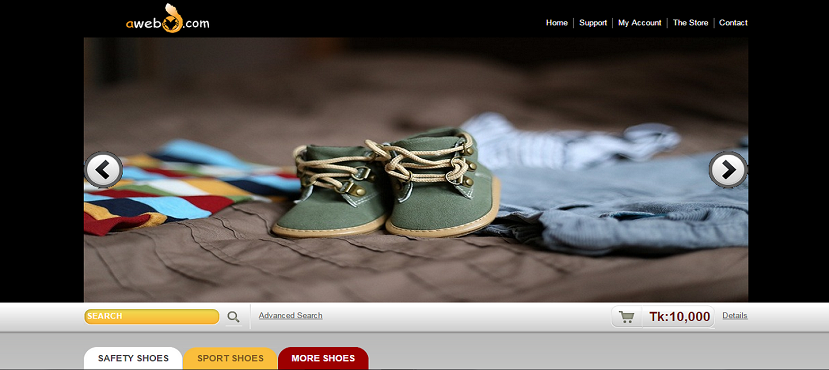 aweb.com
Home
Support
My Account
The Store
Contact
SEARCH
Advanced Search
Tk:10,000
Details
SAFETY SHOES
SPORT SHOES
MORE SHOES